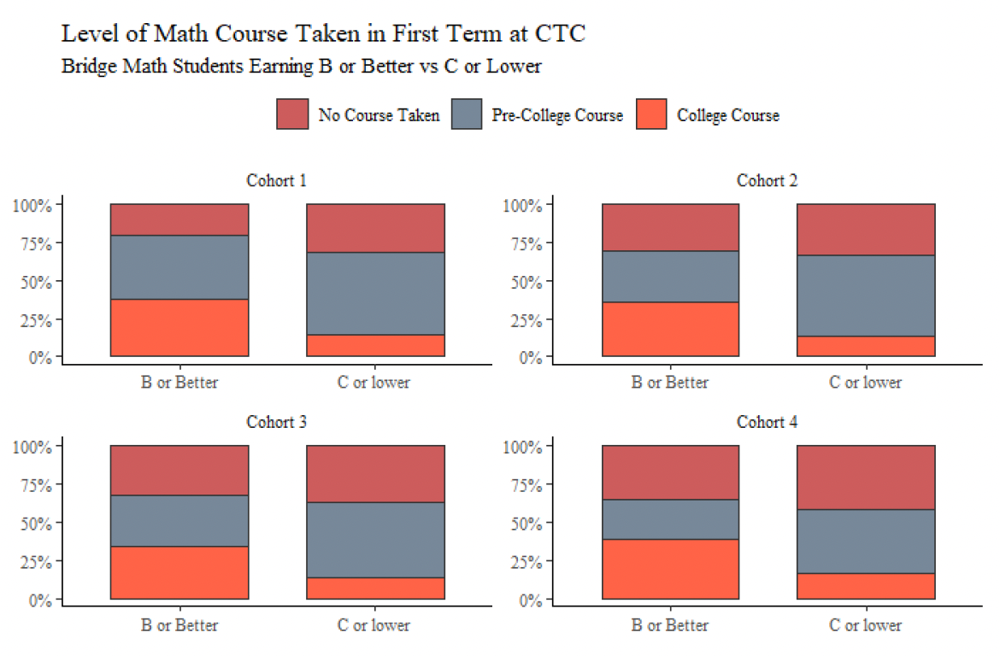 Level of Math Course Taken in First Term at CTC
Bridge Math Students Earning B or Better vs C or Lower
No Course Taken Pre-College Course College Course
Cohort 1
100%
75%
50%
25%
0%
B or Better C or lower
Cohort 2
100%
75%
50%
25%
0%
B or Better C or lower
Cohort 3
100%
75%
50%
25%
0%
B or Better C or lower
Cohort 4
100%
75%
50%
25%
0%
B or Better C or lower